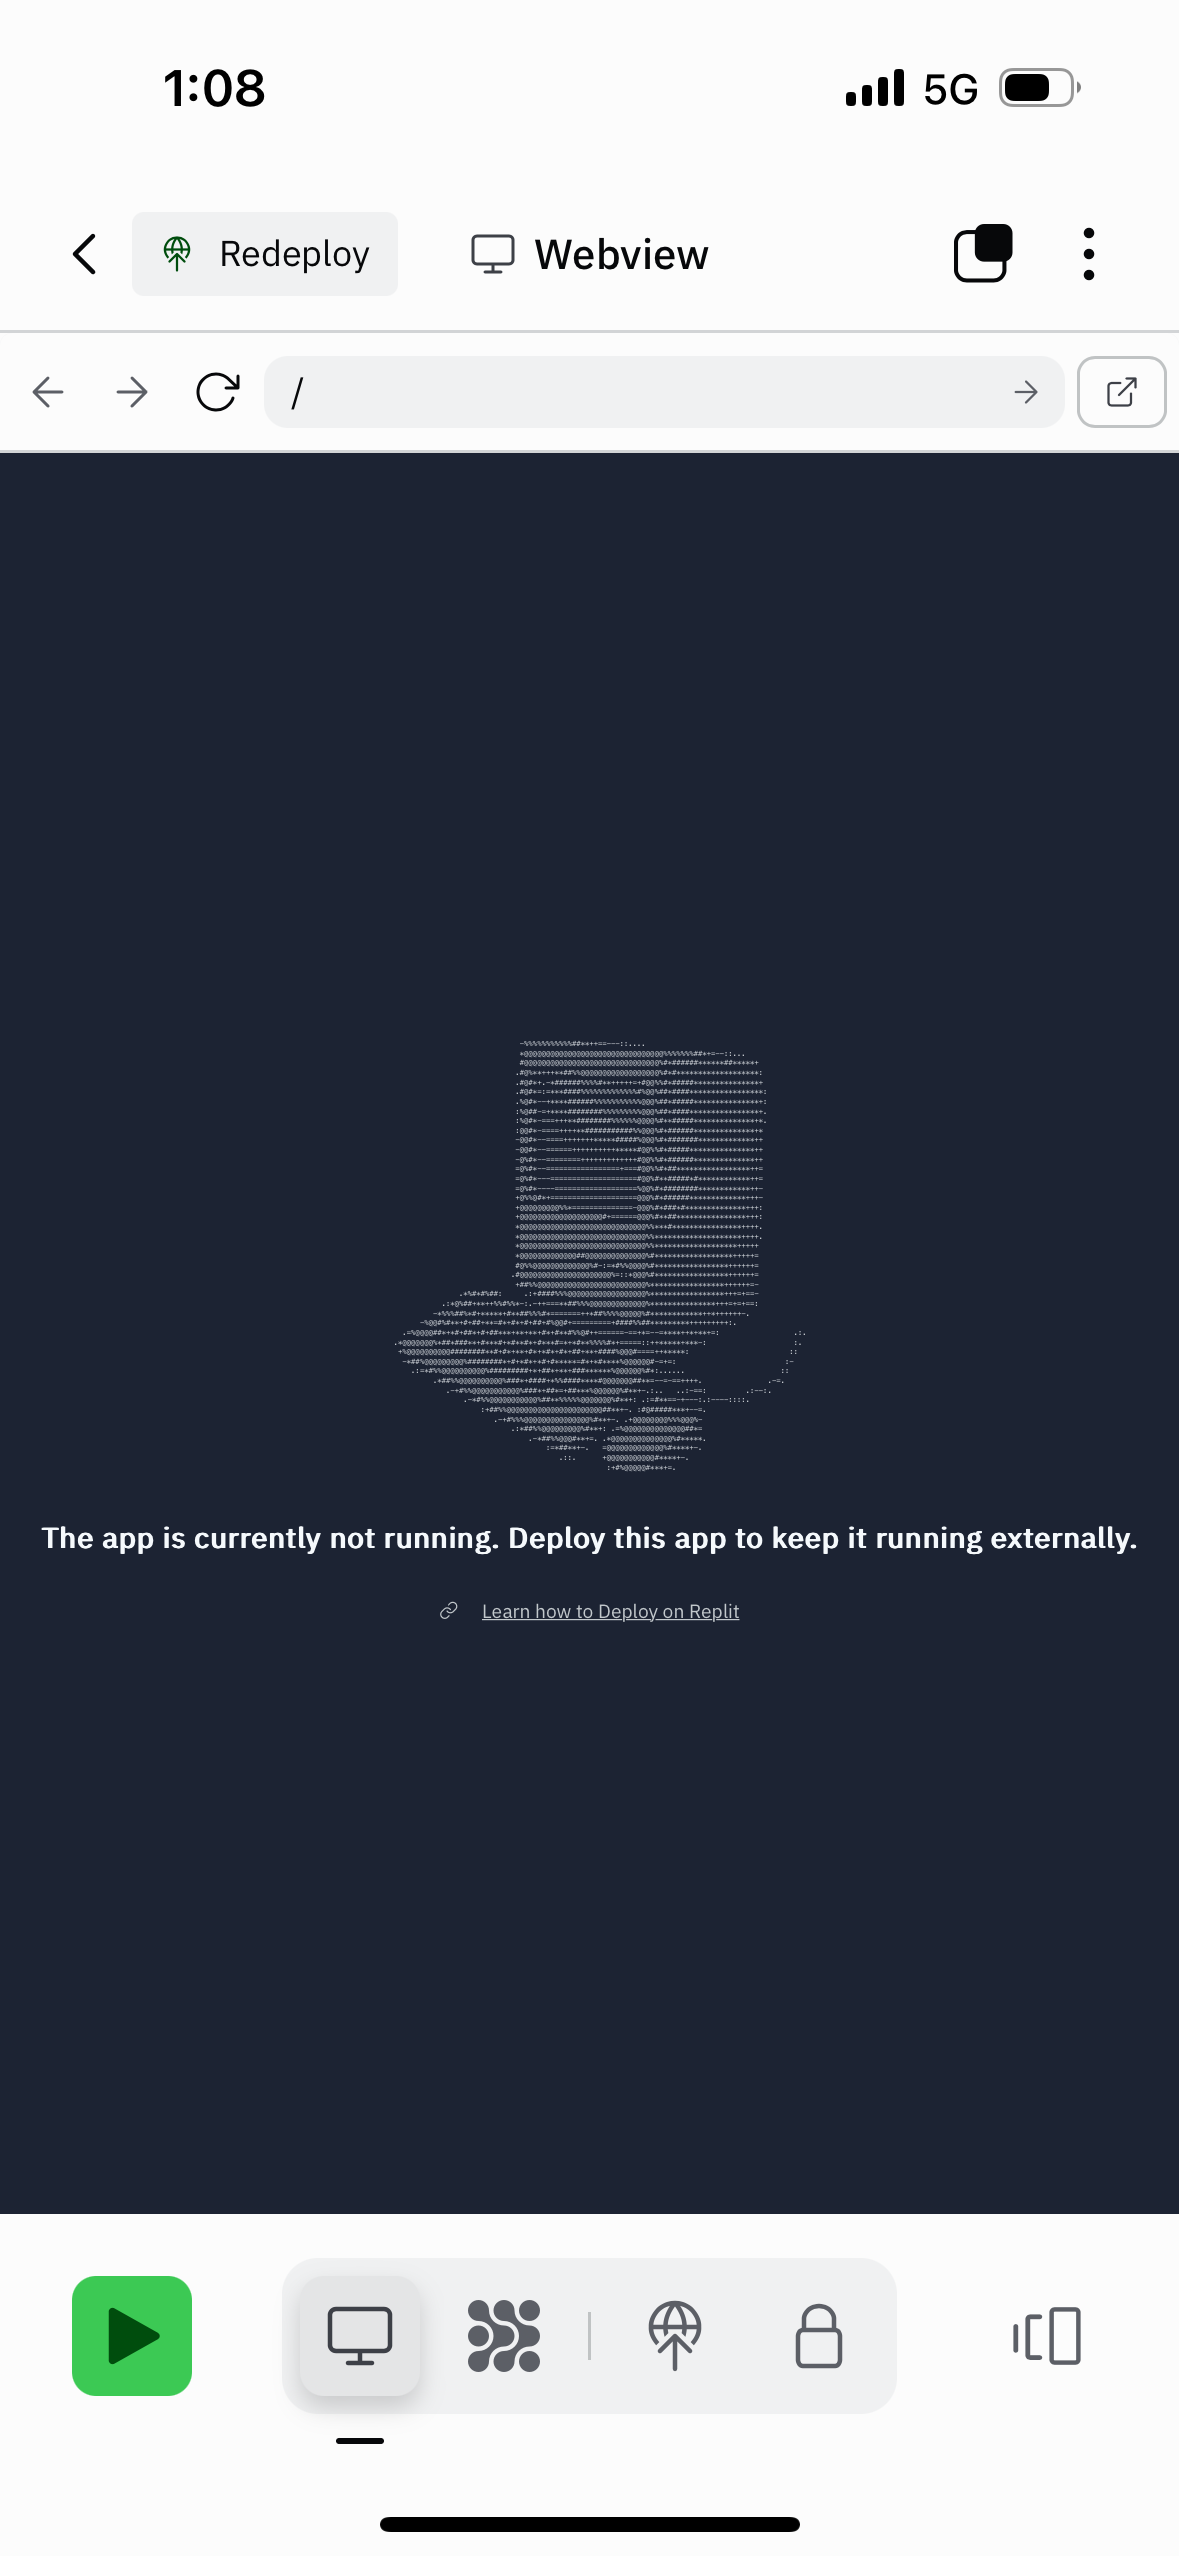 1:08
5G
Redeploy
Webview
/
The app is currently not running. Deploy this app to keep it running externally.
Learn how to Deploy on Replit